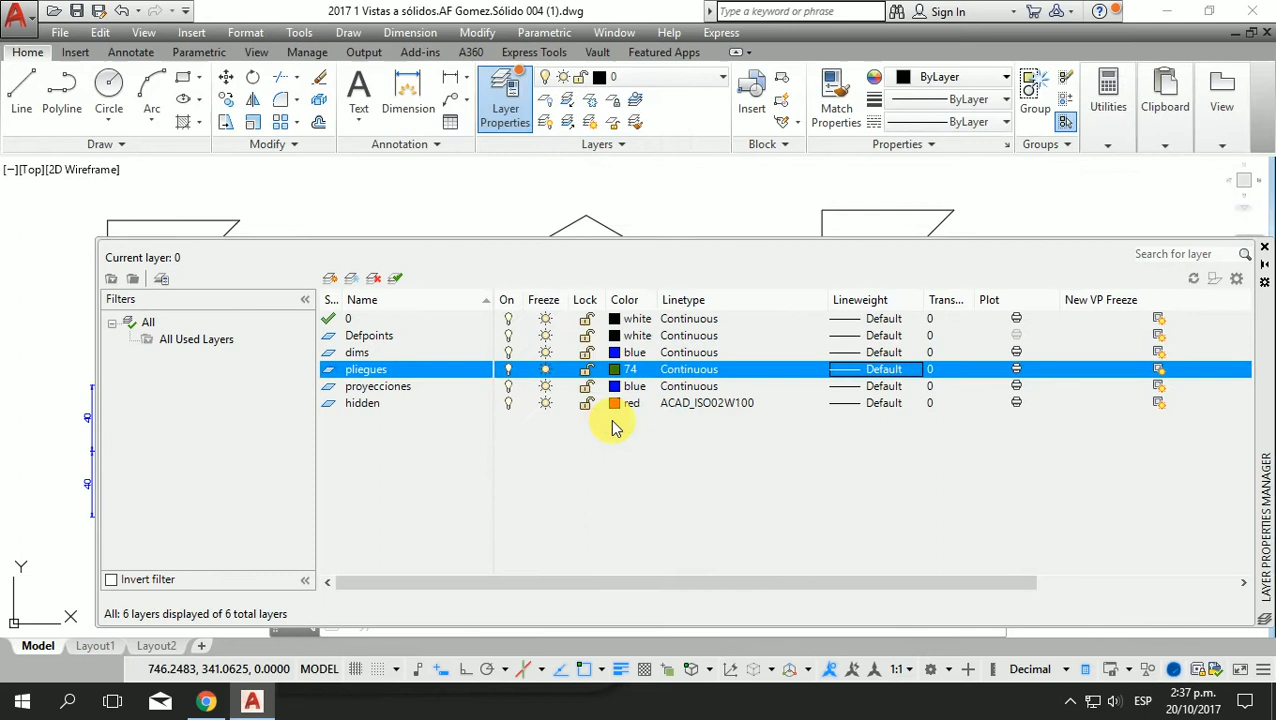 2017 1 Vistas a sólidos.AF Gomez.Sólido 004 (1).dwg
Type a keyword or phrase
Sign In
File Edit View Insert Format Tools Draw Dimension Modify Parametric Window Help Express
Home Insert Annotate Parametric View Manage Output Add-ins A360 Express Tools Vault Featured Apps
Line Polyline Circle Arc
Text Dimension
Layer Properties
0
Insert
Match Properties
ByLayer
ByLayer
ByLayer
Group
Utilities Clipboard View
Draw Modify Annotation Layers Block Properties Groups
[−][Top][2D Wireframe]
Current layer: 0
Search for layer
Filters
All
All Used Layers
Invert filter
S... Name On Freeze Lock Color Linetype Lineweight Trans... Plot New VP Freeze
0 white Continuous Default 0
Defpoints white Continuous Default 0
dims blue Continuous Default 0
pliegues 74 Continuous Default 0
proyecciones blue Continuous Default 0
hidden red ACAD_ISO02W100 Default 0
All: 6 layers displayed of 6 total layers
LAYER PROPERTIES MANAGER
40
40
Y
X
Model Layout1 Layout2 +
746.2483, 341.0625, 0.0000 MODEL 1:1 Decimal
ESP
2:37 p.m.
20/10/2017